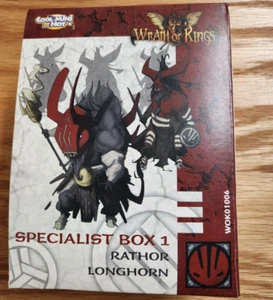 COOL MINI
OR NOT
WRATH OF KINGS
SPECIALIST BOX 1
RATHOR
LONGHORN
WOK01006